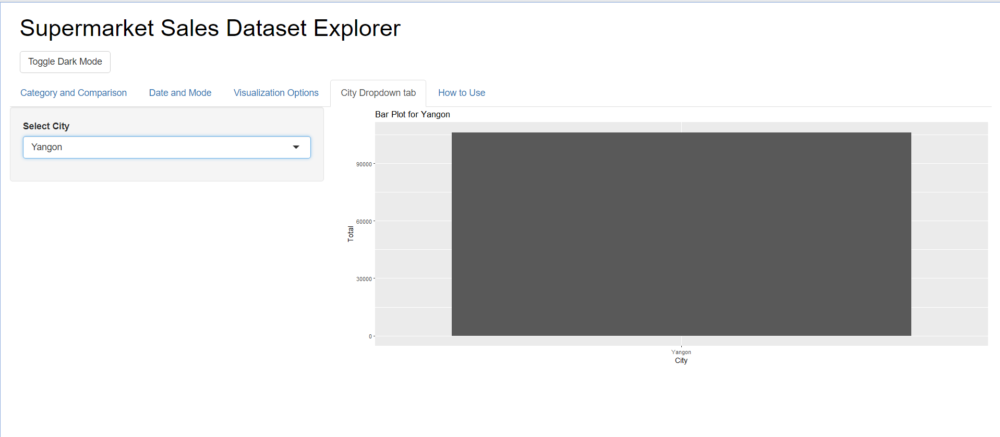 Supermarket Sales Dataset Explorer
Toggle Dark Mode
Category and Comparison
Date and Mode
Visualization Options
City Dropdown tab
How to Use
Select City
Yangon
Bar Plot for Yangon
90000
60000
30000
0
Total
Yangon
City